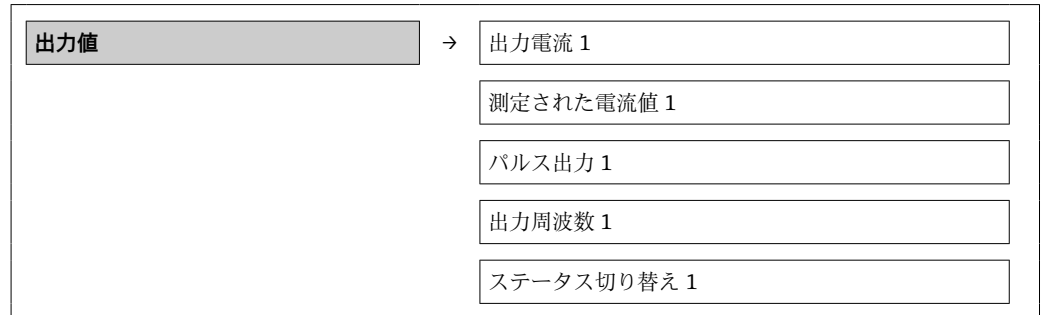 出力値 → 出力電流 1
測定された電流値 1
パルス出力 1
出力周波数 1
ステータス切り替え 1